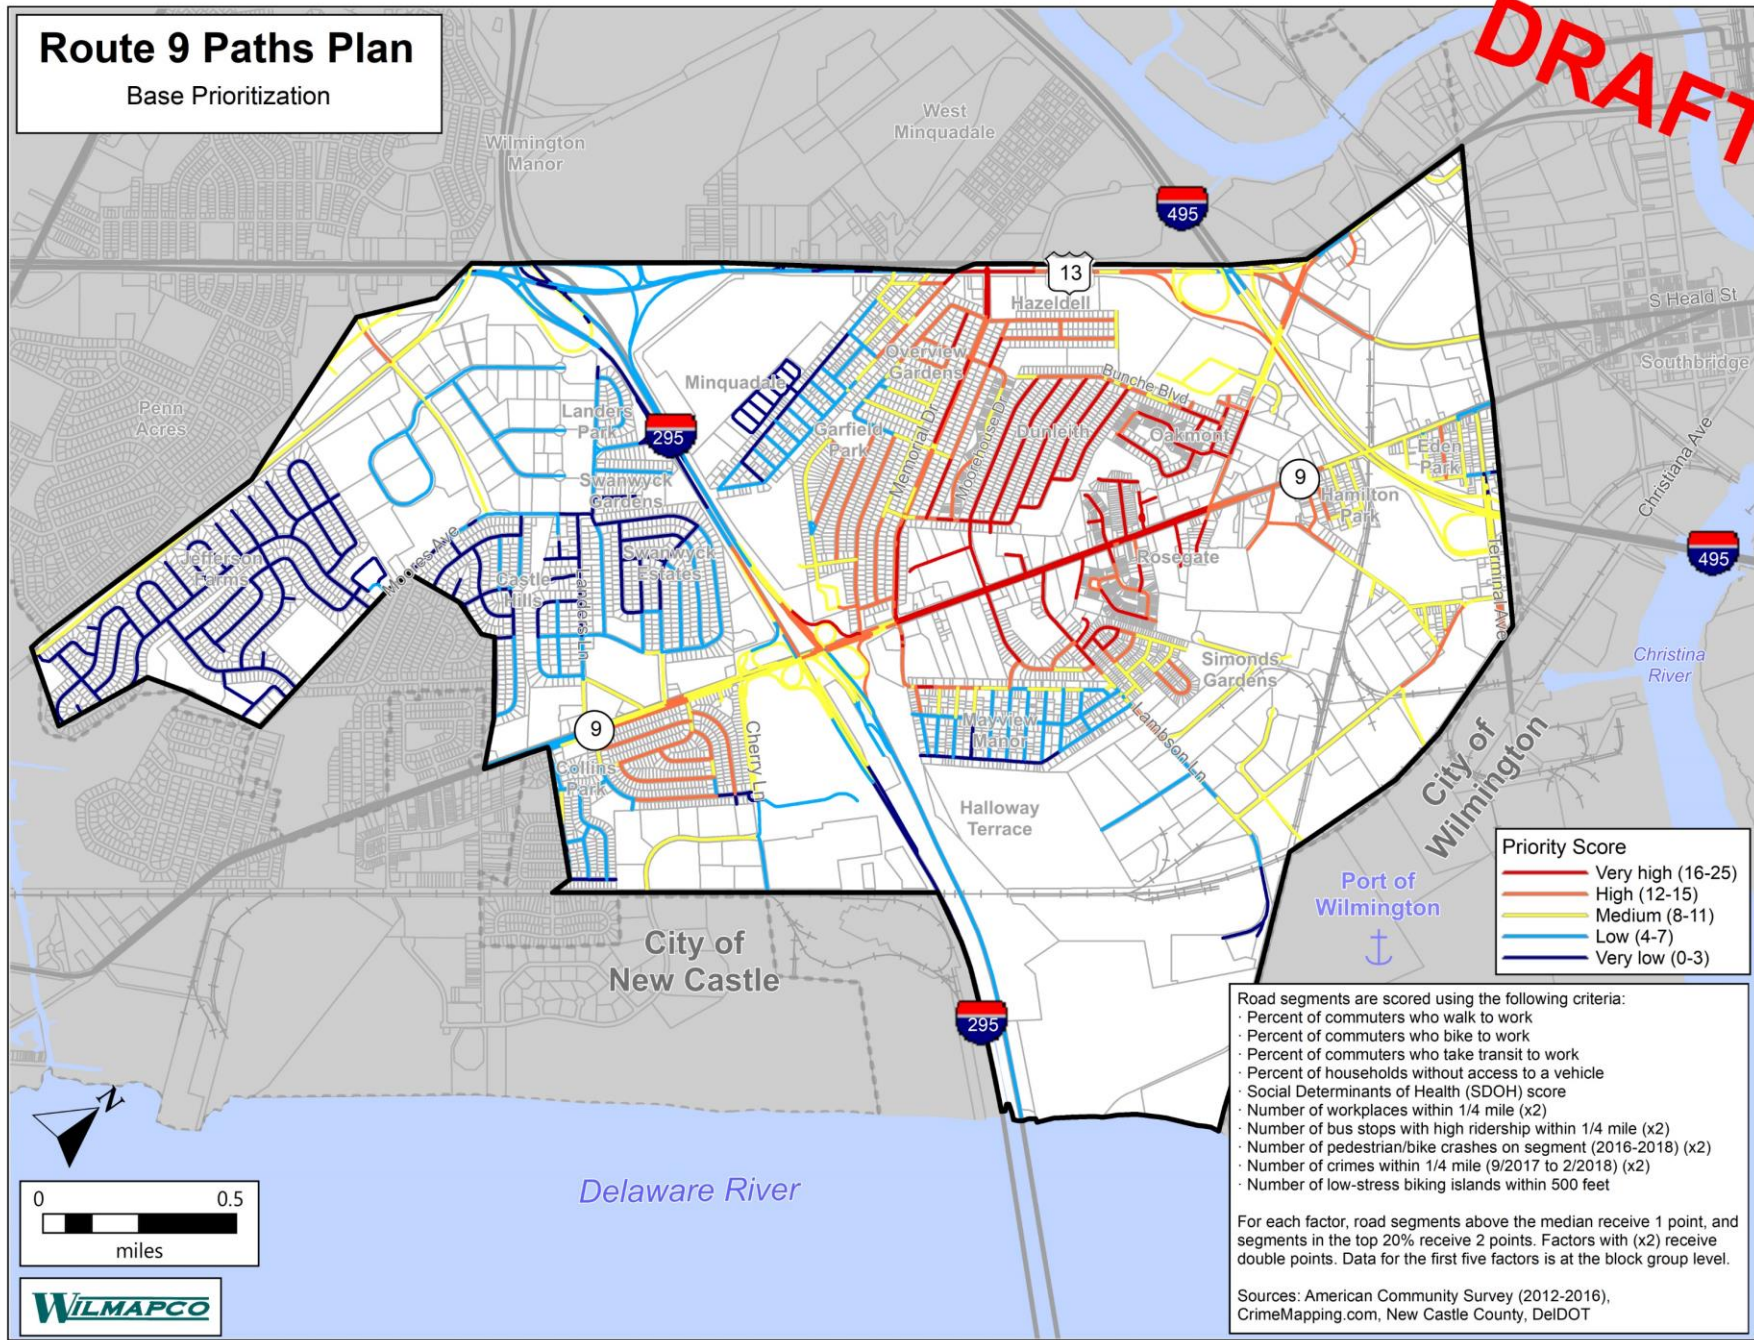 Route 9 Paths Plan
Base Prioritization
DRAFT
West
Minquadale
Wilmington
Manor
495
13
S Heald St
Hazeldell
Southbridge
Overview
Gardens
Bunche Blvd
Minquadale
Penn
Acres
Landers
Park
295
Garfield
Park
Memorial Dr
Moorehouse Dr
Dunleith
Oakmont
Eden
Park
Christiana Ave
9
Swanwyck
Gardens
Hamilton
Park
Moores Ave
Jefferson
Farms
Swanwyck
Estates
Rosegate
Terminal Ave
495
Castle
Hills
Landers Ln
Simonds
Gardens
Christina
River
9
Mayview
Manor
Lambson Ln
Cherry Ln
Collins
Park
City of
Wilmington
Halloway
Terrace
Port of
Wilmington
City of
New Castle
295
Delaware River
Priority Score
Very high (16-25)
High (12-15)
Medium (8-11)
Low (4-7)
Very low (0-3)
Road segments are scored using the following criteria:
· Percent of commuters who walk to work
· Percent of commuters who bike to work
· Percent of commuters who take transit to work
· Percent of households without access to a vehicle
· Social Determinants of Health (SDOH) score
· Number of workplaces within 1/4 mile (x2)
· Number of bus stops with high ridership within 1/4 mile (x2)
· Number of pedestrian/bike crashes on segment (2016-2018) (x2)
· Number of crimes within 1/4 mile (9/2017 to 2/2018) (x2)
· Number of low-stress biking islands within 500 feet
For each factor, road segments above the median receive 1 point, and
segments in the top 20% receive 2 points. Factors with (x2) receive
double points. Data for the first five factors is at the block group level.
Sources: American Community Survey (2012-2016),
CrimeMapping.com, New Castle County, DelDOT
N
0 0.5
miles
WILMAPCO